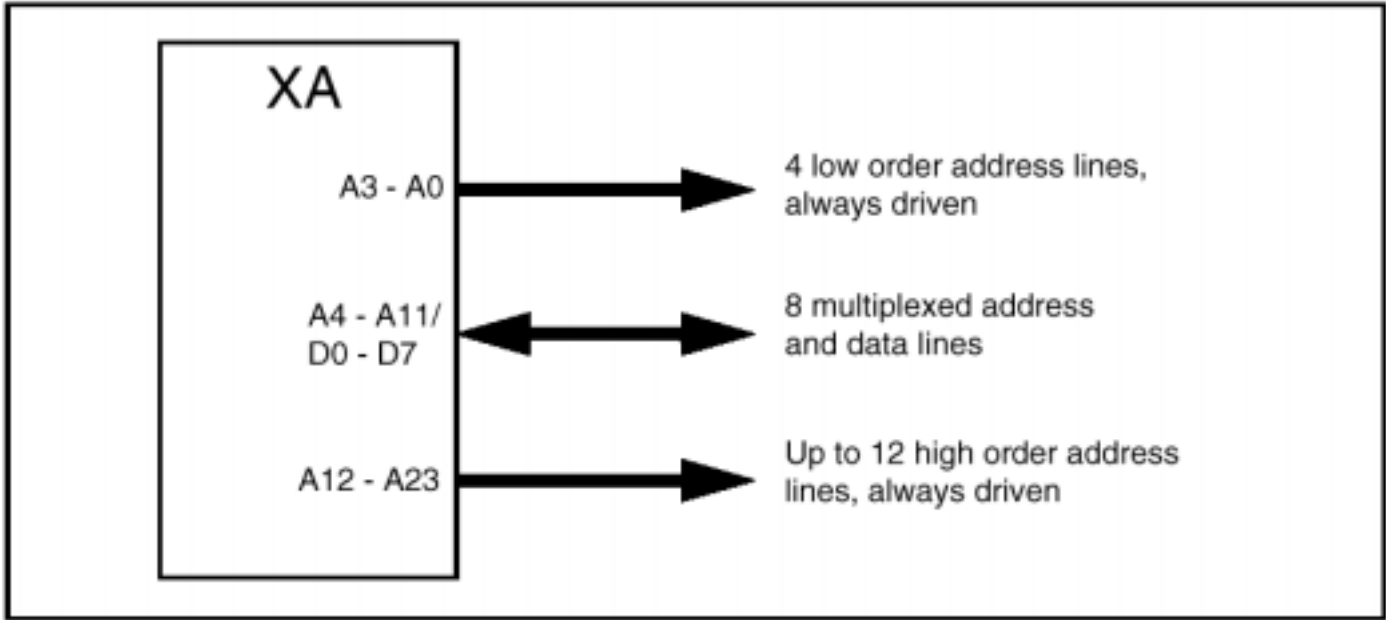 XA
A3 - A0
4 low order address lines,
always driven
A4 - A11/
D0 - D7
8 multiplexed address
and data lines
A12 - A23
Up to 12 high order address
lines, always driven